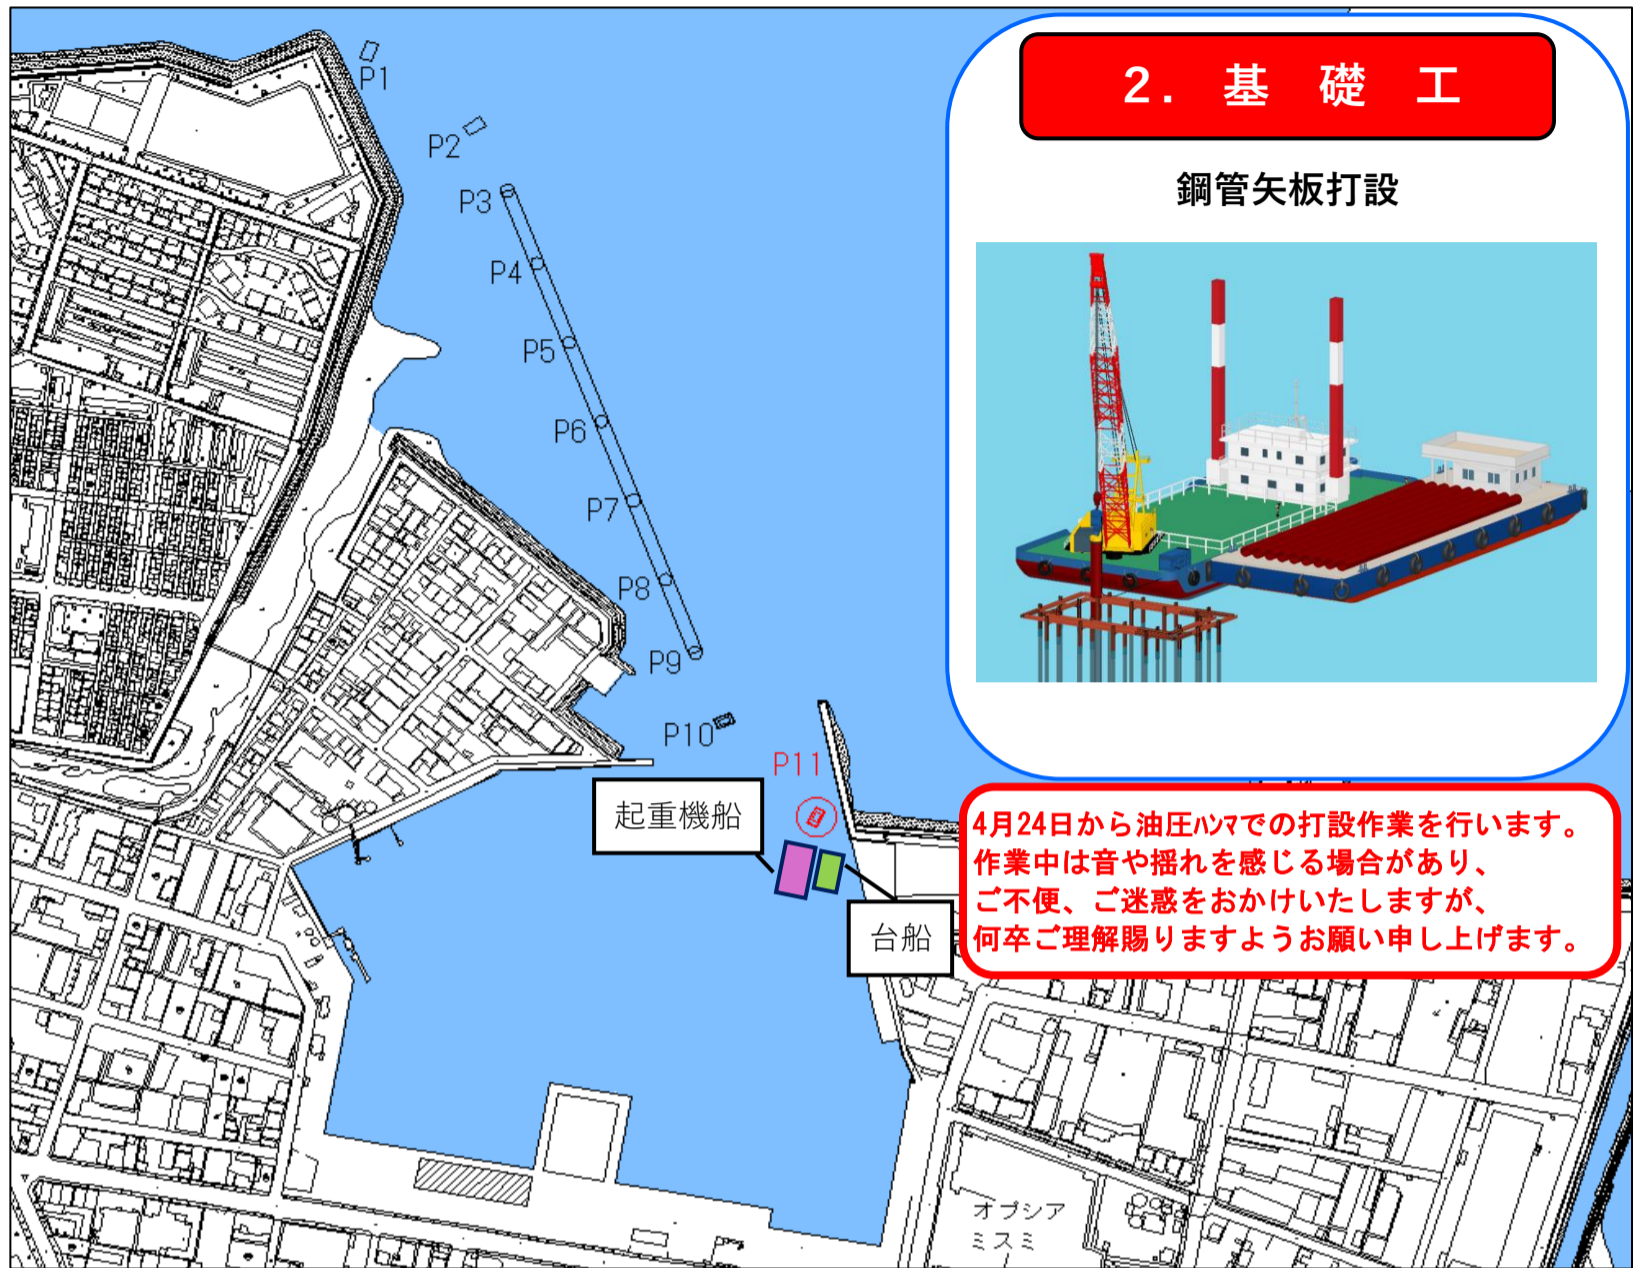 2. 基 礎 工
鋼管矢板打設
P1
P2
P3
P4
P5
P6
P7
P8
P9
P10
P11
起重機船
台船
4月24日から油圧ﾊﾝﾏでの打設作業を行います。
作業中は音や揺れを感じる場合があり、
ご不便、ご迷惑をおかけいたしますが、
何卒ご理解賜りますようお願い申し上げます。
オプシア
ミスミ